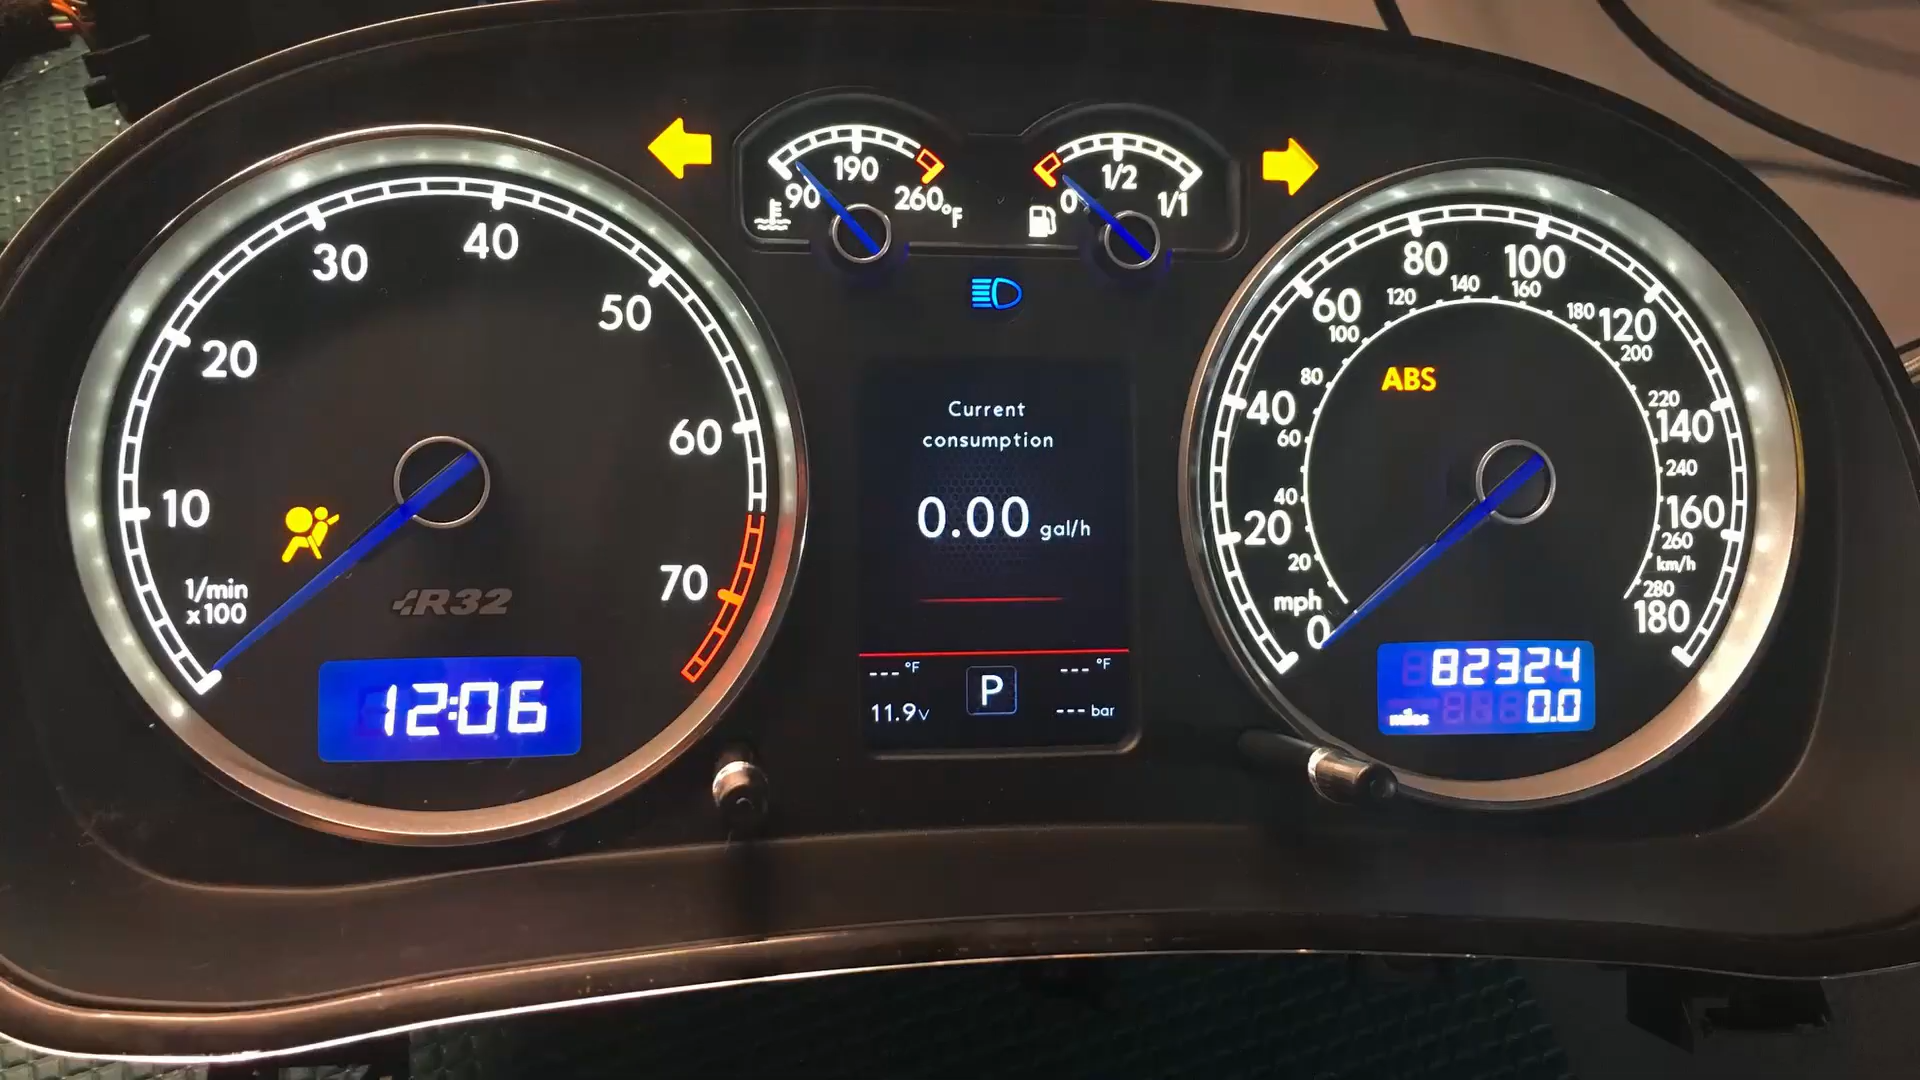 90
190
260°F
0
1/2
1/1
10
20
30
40
50
60
70
1/min
x100
R32
12:06
Current
consumption
0.00 gal/h
---°F
---°F
11.9V
P
--- bar
ABS
0
20
40
60
80
100
120
140
160
180
mph
20
40
60
80
100
120
140
160
180
200
220
240
260
km/h
280
82324
miles 0.0